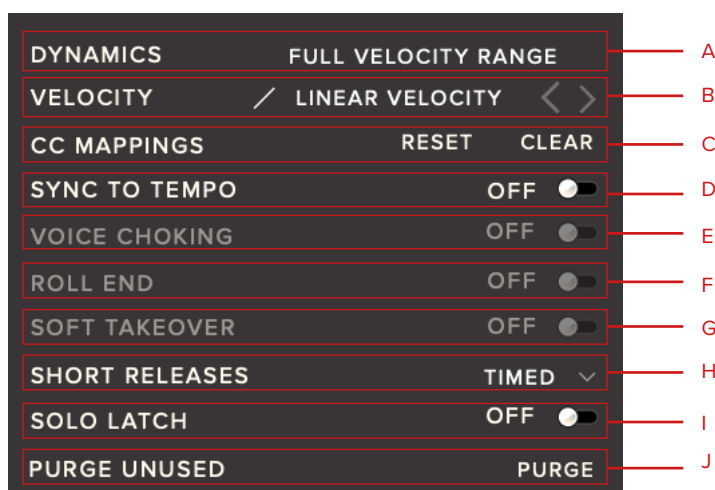 DYNAMICS FULL VELOCITY RANGE A
VELOCITY LINEAR VELOCITY B
CC MAPPINGS RESET CLEAR C
SYNC TO TEMPO OFF D
VOICE CHOKING OFF E
ROLL END OFF F
SOFT TAKEOVER OFF G
SHORT RELEASES TIMED H
SOLO LATCH OFF I
PURGE UNUSED PURGE J